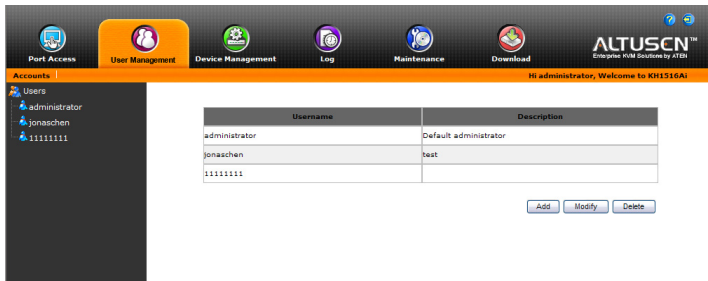 Port Access User Management Device Management Log Maintenance Download
ALTUSEN™
Enterprise KVM Solutions by ATEN
Accounts Hi administrator, Welcome to KH1516Ai
Users
administrator
jonaschen
11111111
Username Description
administrator Default administrator
jonaschen test
11111111
Add Modify Delete